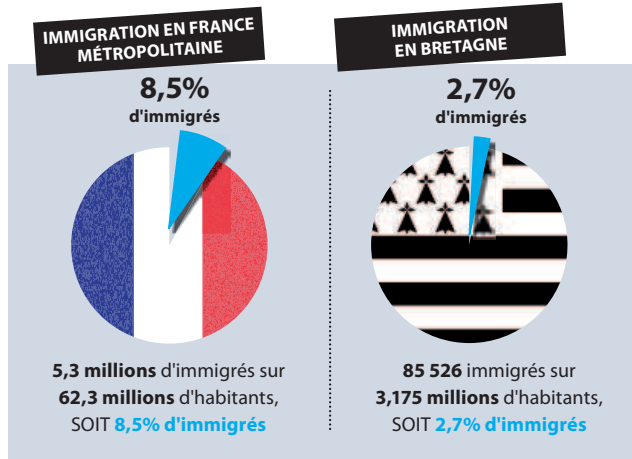 IMMIGRATION EN FRANCE
MÉTROPOLITAINE
8,5%
d'immigrés
5,3 millions d'immigrés sur
62,3 millions d'habitants,
SOIT 8,5% d'immigrés
IMMIGRATION
EN BRETAGNE
2,7%
d'immigrés
85 526 immigrés sur
3,175 millions d'habitants,
SOIT 2,7% d'immigrés